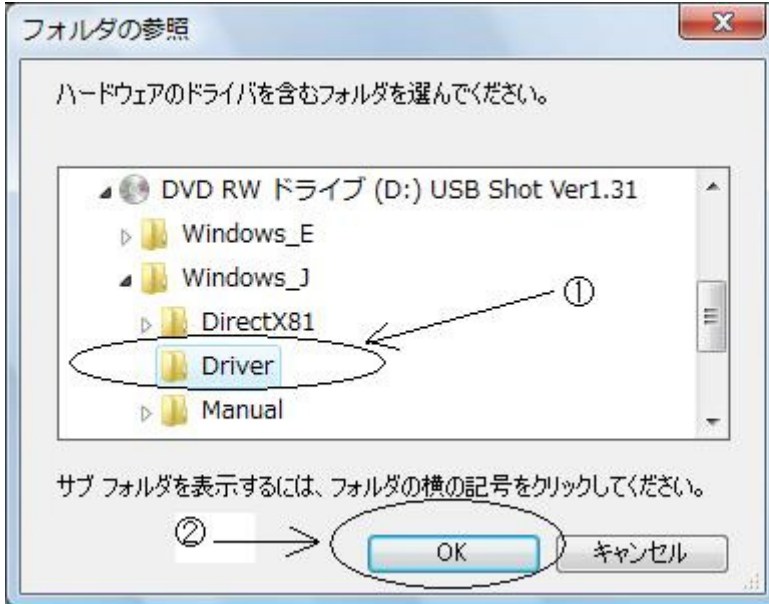 フォルダの参照
ハードウェアのドライバを含むフォルダを選んでください。
DVD RW ドライブ (D:) USB Shot Ver1.31
Windows_E
Windows_J
①
DirectX81
Driver
Manual
サブ フォルダを表示するには、フォルダの横の記号をクリックしてください。
②
OK
キャンセル